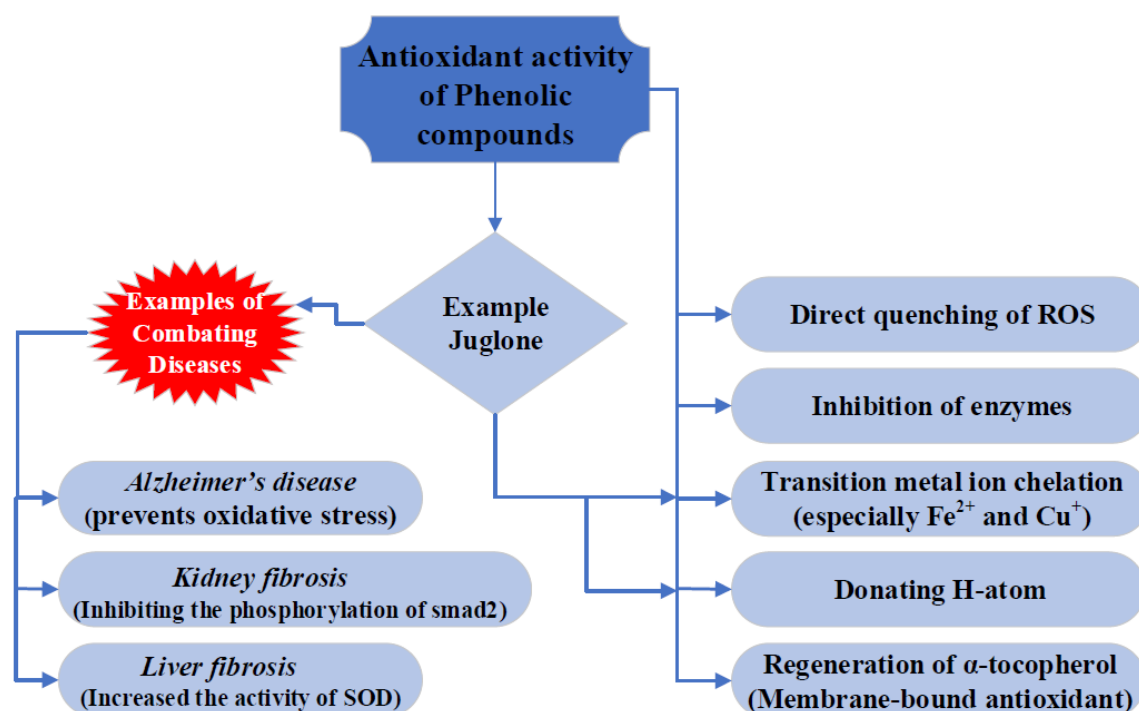 Antioxidant activity
of Phenolic
compounds
Example
Juglone
Examples of
Combating
Diseases
Alzheimer's disease
(prevents oxidative stress)
Kidney fibrosis
(Inhibiting the phosphorylation of smad2)
Liver fibrosis
(Increased the activity of SOD)
Direct quenching of ROS
Inhibition of enzymes
Transition metal ion chelation
(especially Fe²⁺ and Cu⁺)
Donating H-atom
Regeneration of α-tocopherol
(Membrane-bound antioxidant)